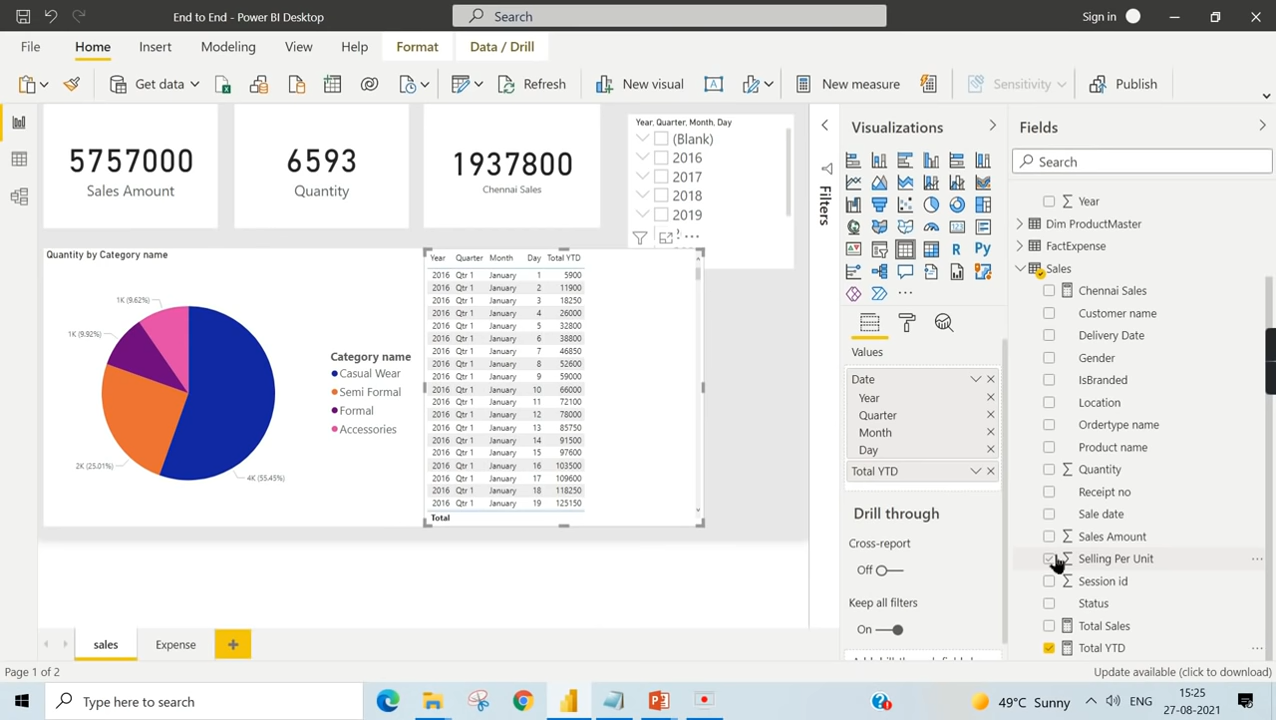 End to End - Power BI Desktop
Search
Sign in
File
Home
Insert
Modeling
View
Help
Format
Data / Drill
Get data
Refresh
New visual
New measure
Sensitivity
Publish
5757000
Sales Amount
6593
Quantity
1937800
Chennai Sales
Year, Quarter, Month, Day
(Blank)
2016
2017
2018
2019
Quantity by Category name
1K (9.62%)
1K (9.92%)
2K (25.01%)
4K (55.45%)
Category name
Casual Wear
Semi Formal
Formal
Accessories
Year Quarter Month Day Total YTD
2016 Qtr 1 January 1 5900
2016 Qtr 1 January 2 11900
2016 Qtr 1 January 3 18250
2016 Qtr 1 January 4 26000
2016 Qtr 1 January 5 32800
2016 Qtr 1 January 6 38800
2016 Qtr 1 January 7 46850
2016 Qtr 1 January 8 52600
2016 Qtr 1 January 9 59000
2016 Qtr 1 January 10 66000
2016 Qtr 1 January 11 72100
2016 Qtr 1 January 12 78000
2016 Qtr 1 January 13 85750
2016 Qtr 1 January 14 91500
2016 Qtr 1 January 15 97600
2016 Qtr 1 January 16 103500
2016 Qtr 1 January 17 109600
2016 Qtr 1 January 18 118250
2016 Qtr 1 January 19 125150
Total
Filters
Visualizations
R
Py
Values
Date
Year
Quarter
Month
Day
Total YTD
Drill through
Cross-report
Off
Keep all filters
On
Fields
Search
Year
Dim ProductMaster
FactExpense
Sales
Chennai Sales
Customer name
Delivery Date
Gender
IsBranded
Location
Ordertype name
Product name
Quantity
Receipt no
Sale date
Sales Amount
Selling Per Unit
Session id
Status
Total Sales
Total YTD
sales
Expense
Page 1 of 2
Update available (click to download)
Type here to search
49°C Sunny
ENG
15:25
27-08-2021